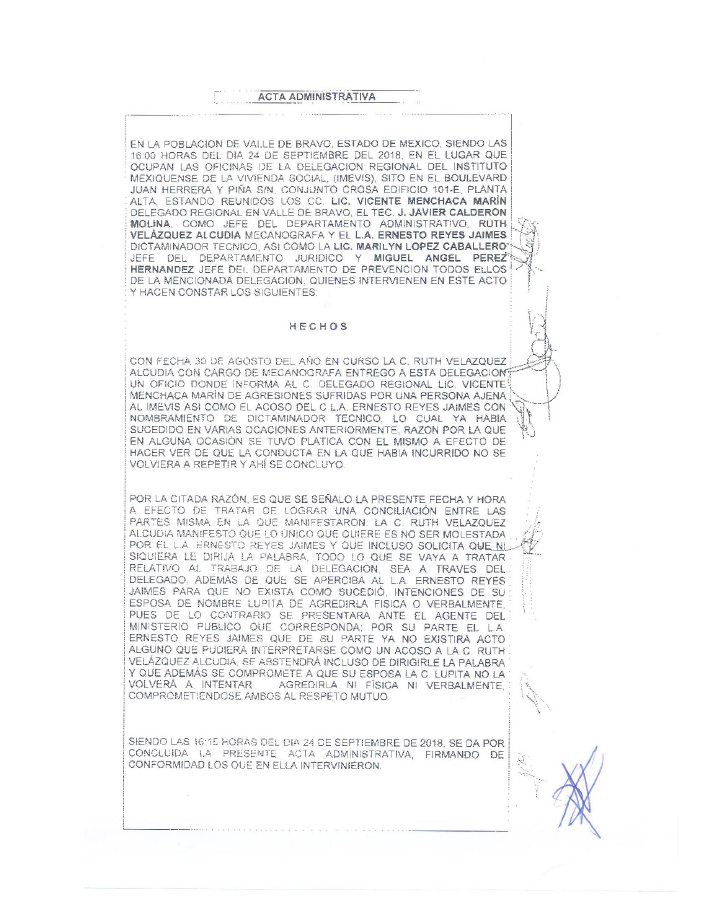 ACTA ADMINISTRATIVA
EN LA POBLACION DE VALLE DE BRAVO, ESTADO DE MEXICO, SIENDO LAS
16:00 HORAS DEL DIA 24 DE SEPTIEMBRE DEL 2018, EN EL LUGAR QUE
OCUPAN LAS OFICINAS DE LA DELEGACION REGIONAL DEL INSTITUTO
MEXIQUENSE DE LA VIVIENDA SOCIAL, (IMEVIS), SITO EN EL BOULEVARD
JUAN HERRERA Y PIÑA S/N, CONJUNTO CROSA EDIFICIO 101-E, PLANTA
ALTA, ESTANDO REUNIDOS LOS CC. LIC. VICENTE MENCHACA MARÍN
DELEGADO REGIONAL EN VALLE DE BRAVO, EL TEC. J. JAVIER CALDERON
MOLINA, COMO JEFE DEL DEPARTAMENTO ADMINISTRATIVO, RUTH
VELÁZQUEZ ALCUDIA MECANOGRAFA Y EL L.A. ERNESTO REYES JAIMES
DICTAMINADOR TECNICO, ASI COMO LA LIC. MARILYN LOPEZ CABALLERO
JEFE DEL DEPARTAMENTO JURIDICO Y MIGUEL ANGEL PEREZ
HERNANDEZ JEFE DEL DEPARTAMENTO DE PREVENCION TODOS ELLOS
DE LA MENCIONADA DELEGACION, QUIENES INTERVIENEN EN ESTE ACTO
Y HACEN CONSTAR LOS SIGUIENTES:
HECHOS
CON FECHA 30 DE AGOSTO DEL AÑO EN CURSO LA C. RUTH VELAZQUEZ
ALCUDIA CON CARGO DE MECANOGRAFA ENTREGO A ESTA DELEGACION
UN OFICIO DONDE INFORMA AL C. DELEGADO REGIONAL LIC. VICENTE
MENCHACA MARÍN DE AGRESIONES SUFRIDAS POR UNA PERSONA AJENA
AL IMEVIS ASI COMO EL ACOSO DEL C L.A. ERNESTO REYES JAIMES CON
NOMBRAMIENTO DE DICTAMINADOR TECNICO, LO CUAL YA HABIA
SUCEDIDO EN VARIAS OCACIONES ANTERIORMENTE, RAZON POR LA QUE
EN ALGUNA OCASIÓN SE TUVO PLATICA CON EL MISMO A EFECTO DE
HACER VER DE QUE LA CONDUCTA EN LA QUE HABIA INCURRIDO NO SE
VOLVIERA A REPETIR Y AHÍ SE CONCLUYO.
POR LA CITADA RAZÓN, ES QUE SE SEÑALO LA PRESENTE FECHA Y HORA
A EFECTO DE TRATAR DE LOGRAR UNA CONCILIACIÓN ENTRE LAS
PARTES MISMA EN LA QUE MANIFESTARON: LA C. RUTH VELAZQUEZ
ALCUDIA MANIFESTO QUE LO UNICO QUE QUIERE ES NO SER MOLESTADA
POR EL L.A. ERNESTO REYES JAIMES Y QUE INCLUSO SOLICITA QUE NI
SIQUIERA LE DIRIJA LA PALABRA, TODO LO QUE SE VAYA A TRATAR
RELATIVO AL TRABAJO DE LA DELEGACIÓN, SEA A TRAVES DEL
DELEGADO, ADEMÁS DE QUE SE APERCIBA AL L.A. ERNESTO REYES
JAIMES PARA QUE NO EXISTA COMO SUCEDIÓ, INTENCIONES DE SU
ESPOSA DE NOMBRE LUPITA DE AGREDIRLA FISICA O VERBALMENTE,
PUES DE LO CONTRARIO SE PRESENTARA ANTE EL AGENTE DEL
MINISTERIO PUBLICO QUE CORRESPONDA; POR SU PARTE EL L.A.
ERNESTO REYES JAIMES QUE DE SU PARTE YA NO EXISTIRA ACTO
ALGUNO QUE PUDIERA INTERPRETARSE COMO UN ACOSO A LA C. RUTH
VELÁZQUEZ ALCUDIA, SE ABSTENDRÁ INCLUSO DE DIRIGIRLE LA PALABRA
Y QUE ADEMÁS SE COMPROMETE A QUE SU ESPOSA LA C. LUPITA NO LA
VOLVERÁ A INTENTAR AGREDIRLA NI FÍSICA NI VERBALMENTE,
COMPROMETIENDOSE AMBOS AL RESPETO MUTUO.
SIENDO LAS 16:15 HORAS DEL DIA 24 DE SEPTIEMBRE DE 2018, SE DA POR
CONCLUIDA LA PRESENTE ACTA ADMINISTRATIVA, FIRMANDO DE
CONFORMIDAD LOS QUE EN ELLA INTERVINIERON.